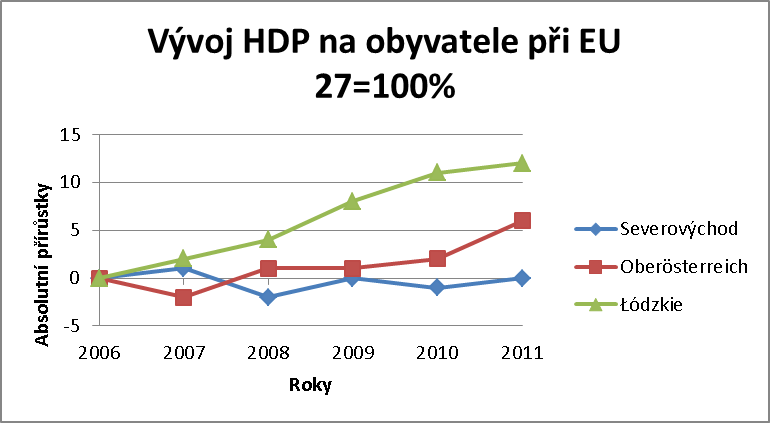 Vývoj HDP na obyvatele při EU
27=100%
Absolutní přírůstky
15
10
5
0
-5
2006 2007 2008 2009 2010 2011
Roky
Severovýchod
Oberösterreich
Łódzkie